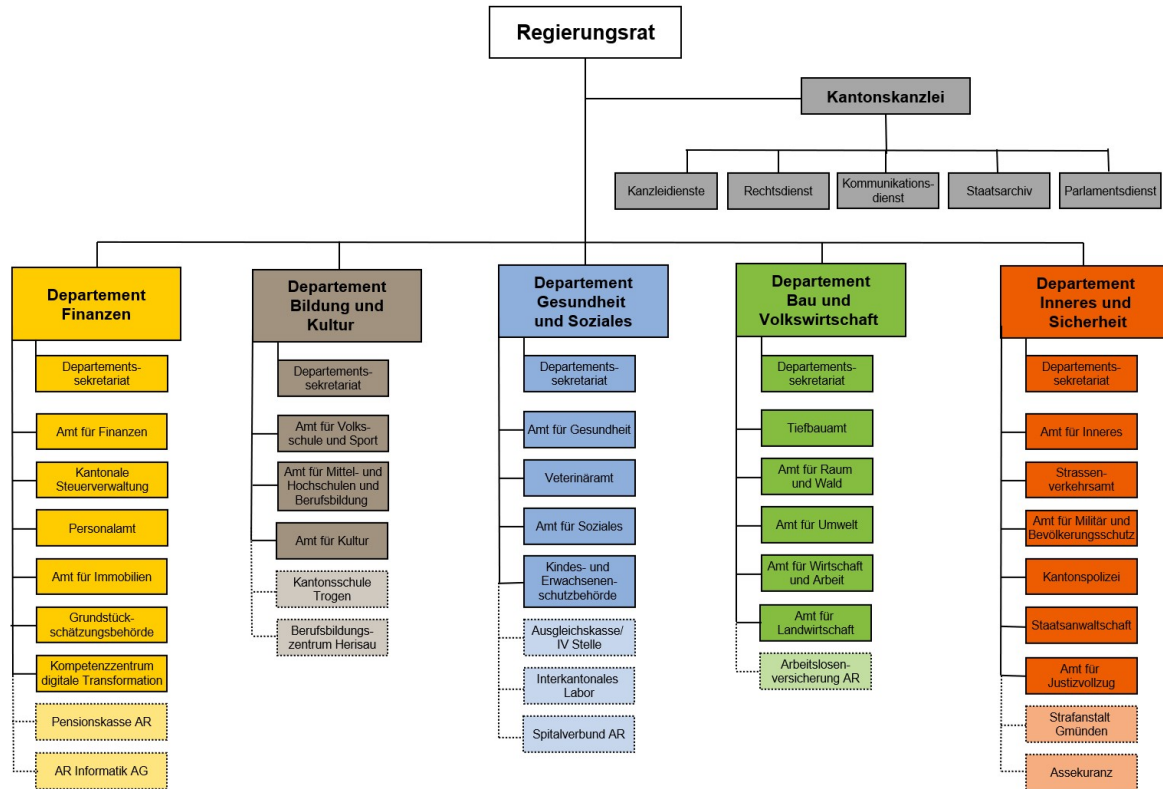 Regierungsrat
Kantonskanzlei
Kanzleidienste
Rechtsdienst
Kommunikations-
dienst
Staatsarchiv
Parlamentsdienst
Departement
Finanzen
Departements-
sekretariat
Amt für Finanzen
Kantonale
Steuerverwaltung
Personalamt
Amt für Immobilien
Grundstück-
schätzungsbehörde
Kompetenzzentrum
digitale Transformation
Pensionskasse AR
AR Informatik AG
Departement
Bildung und
Kultur
Departements-
sekretariat
Amt für Volks-
schule und Sport
Amt für Mittel- und
Hochschulen und
Berufsbildung
Amt für Kultur
Kantonsschule
Trogen
Berufsbildungs-
zentrum Herisau
Departement
Gesundheit
und Soziales
Departements-
sekretariat
Amt für Gesundheit
Veterinäramt
Amt für Soziales
Kindes- und
Erwachsenen-
schutzbehörde
Ausgleichskasse/
IV Stelle
Interkantonales
Labor
Spitalverbund AR
Departement
Bau und
Volkswirtschaft
Departements-
sekretariat
Tiefbauamt
Amt für Raum
und Wald
Amt für Umwelt
Amt für Wirtschaft
und Arbeit
Amt für
Landwirtschaft
Arbeitslosen-
versicherung AR
Departement
Inneres und
Sicherheit
Departements-
sekretariat
Amt für Inneres
Strassen-
verkehrsamt
Amt für Militär und
Bevölkerungsschutz
Kantonspolizei
Staatsanwaltschaft
Amt für
Justizvollzug
Strafanstalt
Gmünden
Assekuranz